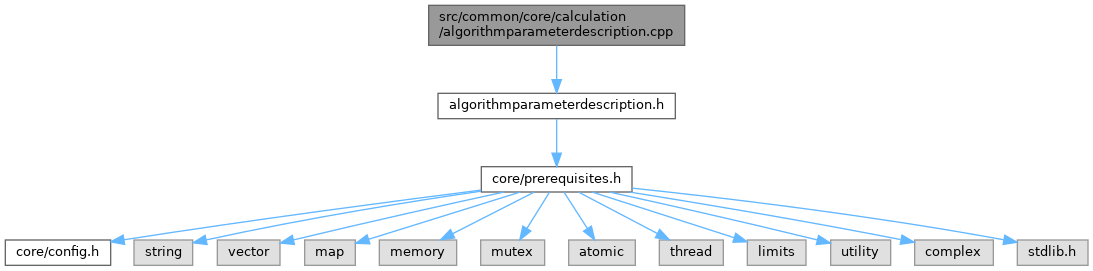 src/common/core/calculation
/algorithmparameterdescription.cpp
algorithmparameterdescription.h
core/prerequisites.h
core/config.h
string
vector
map
memory
mutex
atomic
thread
limits
utility
complex
stdlib.h